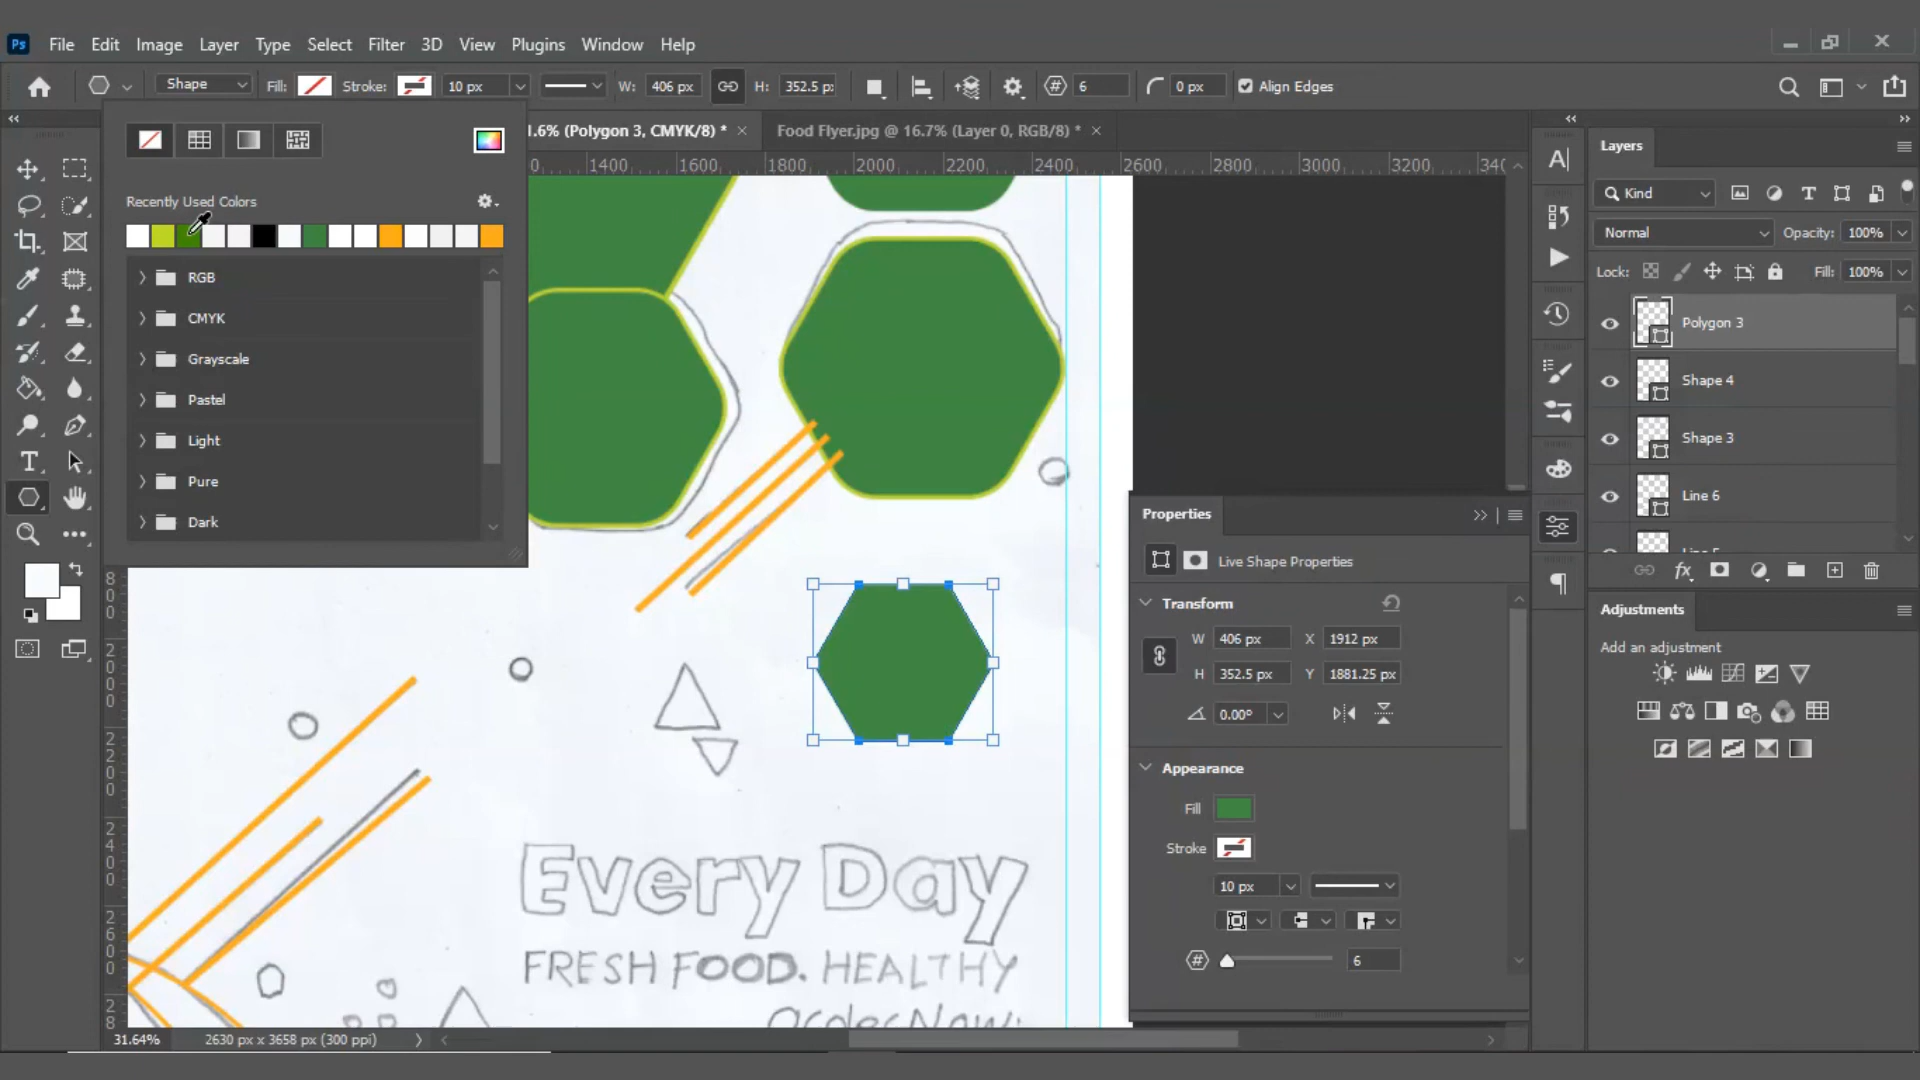 Ps File Edit Image Layer Type Select Filter 3D View Plugins Window Help
Shape Fill: Stroke: 10 px W: 406 px H: 352.5 p: 6 0 px Align Edges
.6% (Polygon 3, CMYK/8) * Food Flyer.jpg @ 16.7% (Layer 0, RGB/8) *
1400 1600 1800 2000 2200 2400 2600 2800 3000 3200
Recently Used Colors
RGB
CMYK
Grayscale
Pastel
Light
Pure
Dark
Layers
Kind
Normal Opacity: 100%
Lock: Fill: 100%
Polygon 3
Shape 4
Shape 3
Line 6
Adjustments
Add an adjustment
Properties
Live Shape Properties
Transform
W 406 px X 1912 px
H 352.5 px Y 1881.25 px
0.00°
Appearance
Fill
Stroke
10 px
6
Every Day
FRESH FOOD. HEALTHY
Order Now:
31.64% 2630 px x 3658 px (300 ppi)